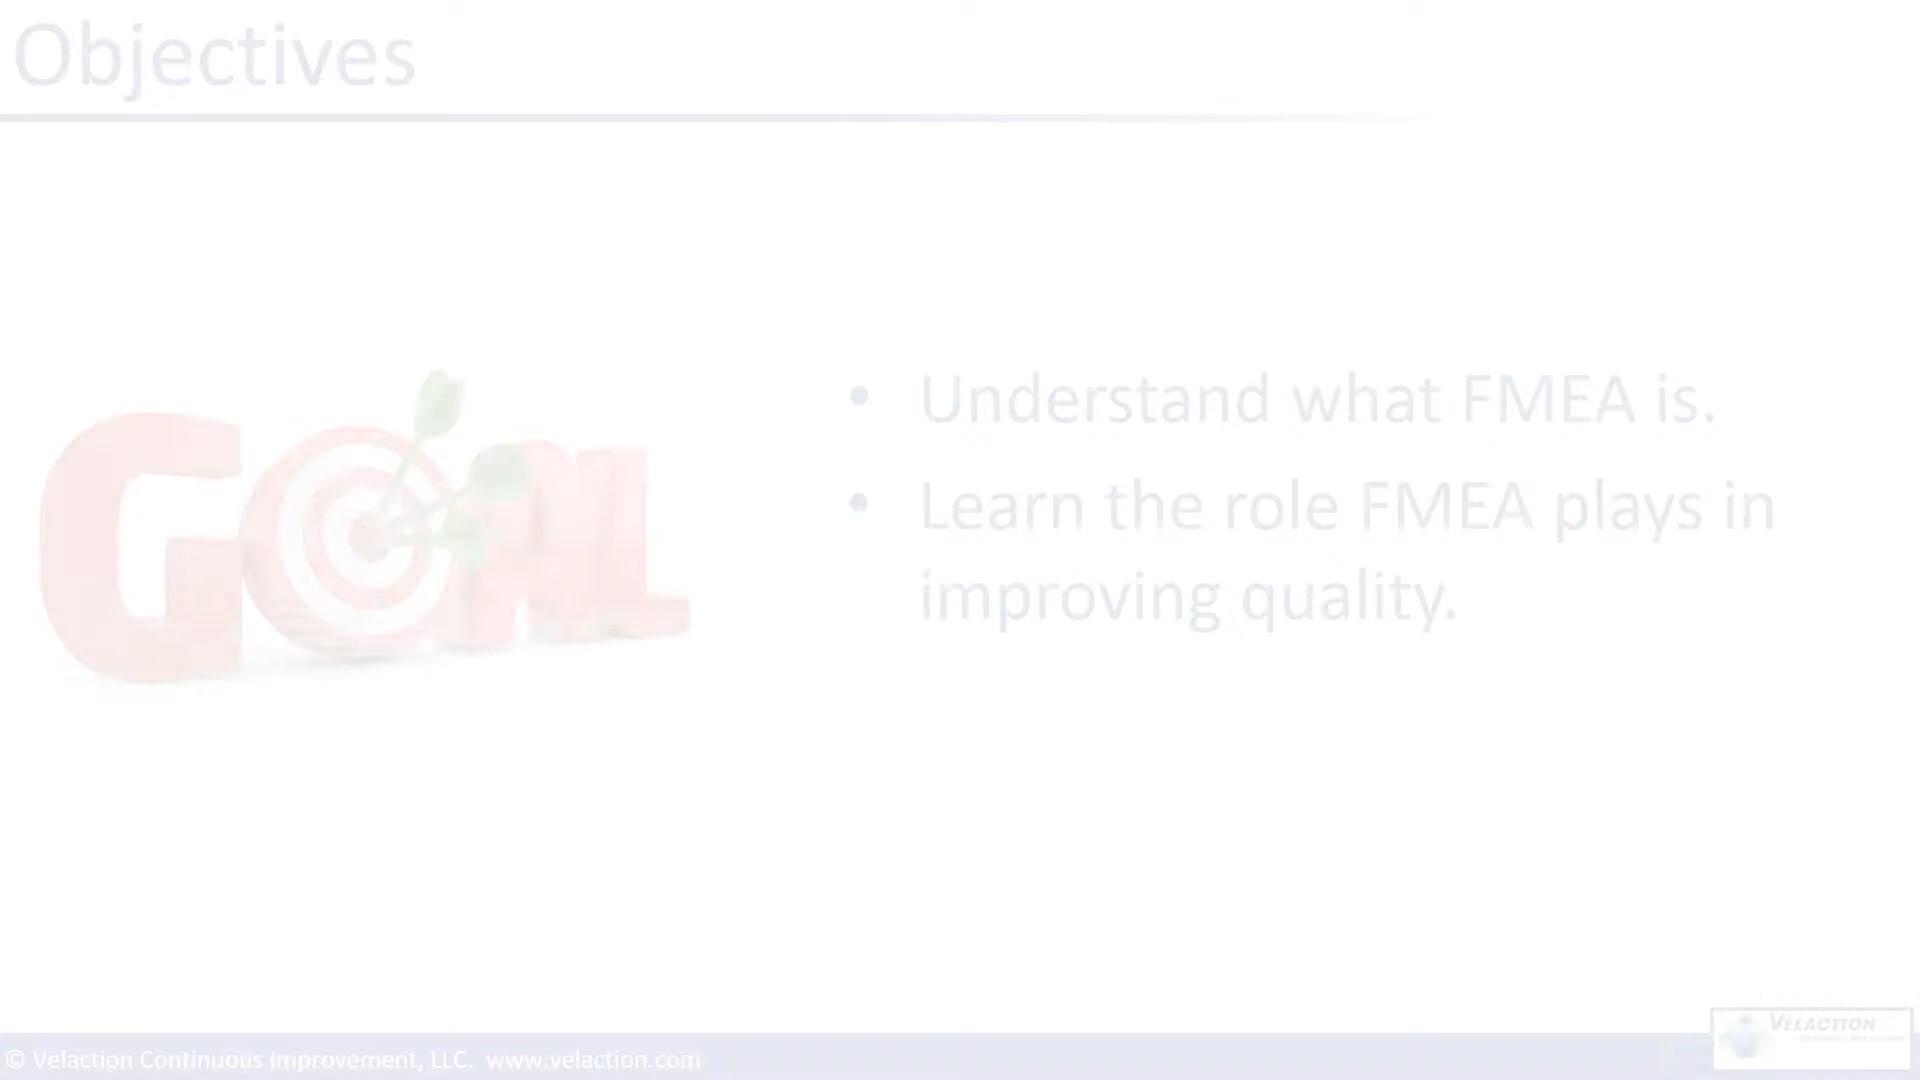 Objectives
GOAL
• Understand what FMEA is.
• Learn the role FMEA plays in
improving quality.
© Velaction Continuous Improvement, LLC. www.velaction.com
VELACTION